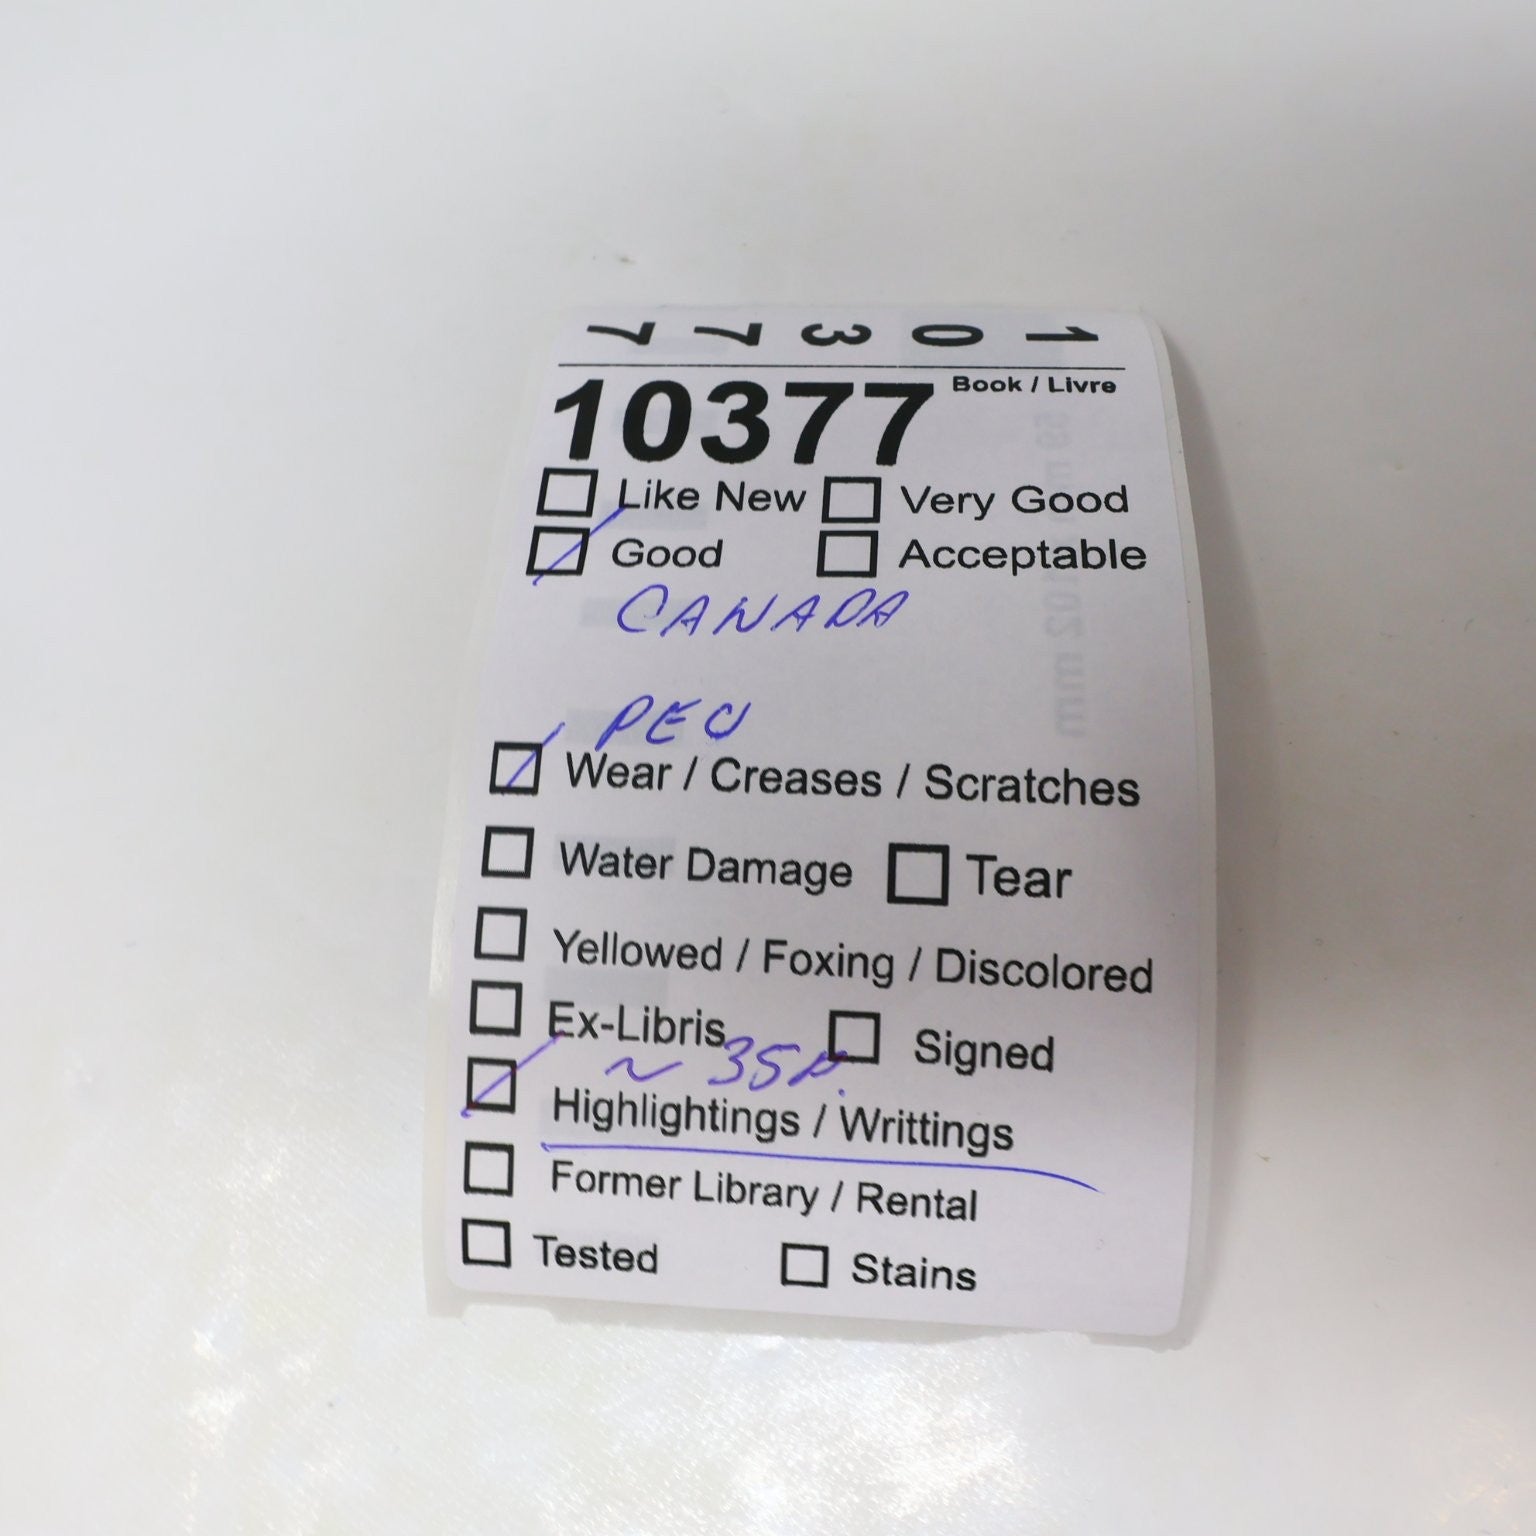 10377
10377 Book / Livre
Like New Very Good
Good Acceptable
CANADA
PEU
Wear / Creases / Scratches
Water Damage Tear
Yellowed / Foxing / Discolored
Ex-Libris Signed
~ 35p.
Highlightings / Writtings
Former Library / Rental
Tested Stains